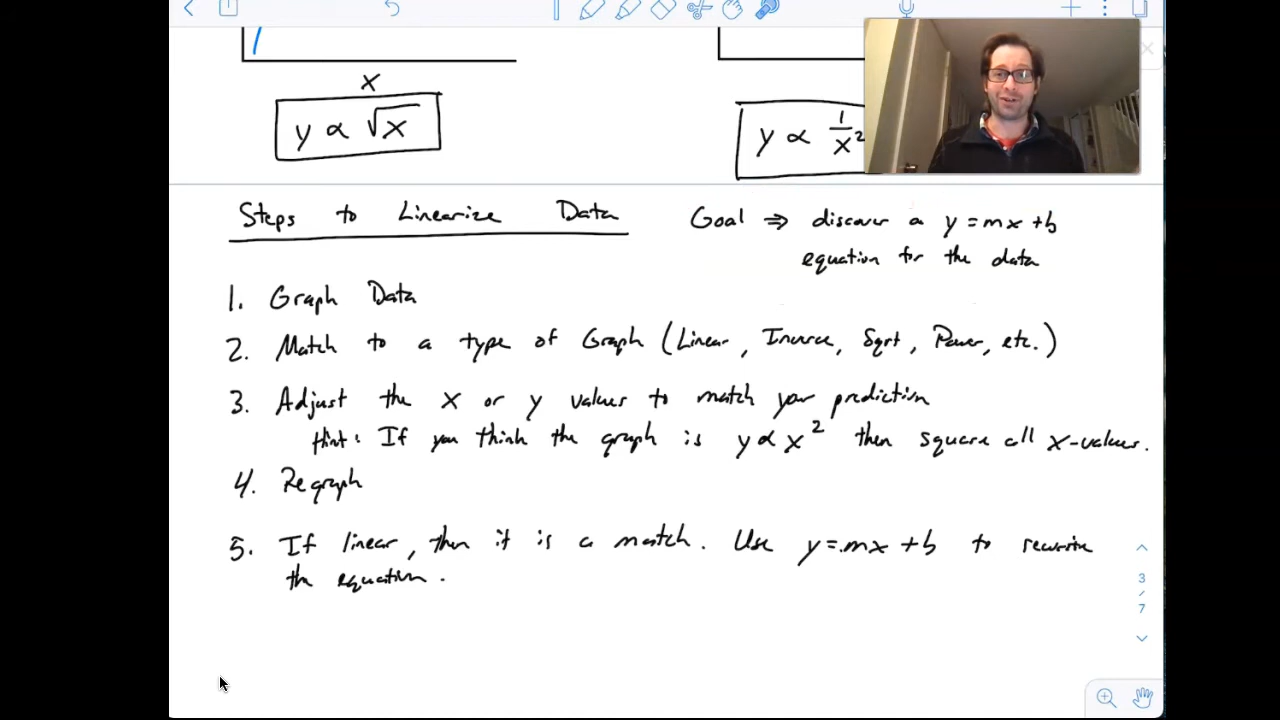 x
y ∝ √x
y ∝ 1/x²
Steps to Linearize Data
Goal ⇒ discover a y = mx + b
equation for the data
1. Graph Data
2. Match to a type of Graph (Linear, Inverse, Sqrt, Power, etc.)
3. Adjust the x or y values to match your prediction
Hint: If you think the graph is y ∝ x² then square all x-values.
4. Regraph
5. If linear, then it is a match. Use y = mx + b to rewrite
the equation.
3
/
7